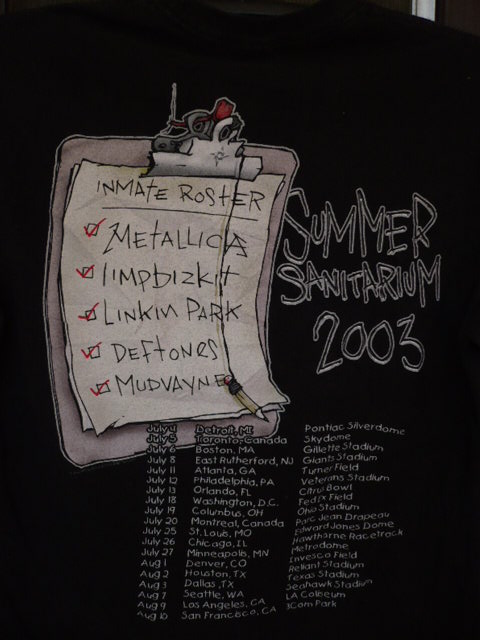 INMATE ROSTER
METALLICA
limpbizkit
LINKIN PARK
DEFTONES
MUDVAYNE
SUMMER
SANITARIUM
2003
July 4 Detroit, MI Pontiac Silverdome
July 5 Toronto, Canada Skydome
July 6 Boston, MA Gillette Stadium
July 8 East Rutherford, NJ Giants Stadium
July 11 Atlanta, GA Turner Field
July 12 Philadelphia, PA Veterans Stadium
July 13 Orlando, FL Citrus Bowl
July 18 Washington, D.C. FedEx Field
July 19 Columbus, OH Ohio Stadium
July 20 Montreal, Canada Parc Jean Drapeau
July 25 St. Louis, MO Edward Jones Dome
July 26 Chicago, IL Hawthorne Racetrack
July 27 Minneapolis, MN Metrodome
Aug 1 Denver, CO Invesco Field
Aug 2 Houston, TX Reliant Stadium
Aug 3 Dallas, TX Texas Stadium
Aug 7 Seattle, WA Seahawk Stadium
Aug 9 Los Angeles, CA LA Coliseum
Aug 10 San Francisco, CA 3Com Park